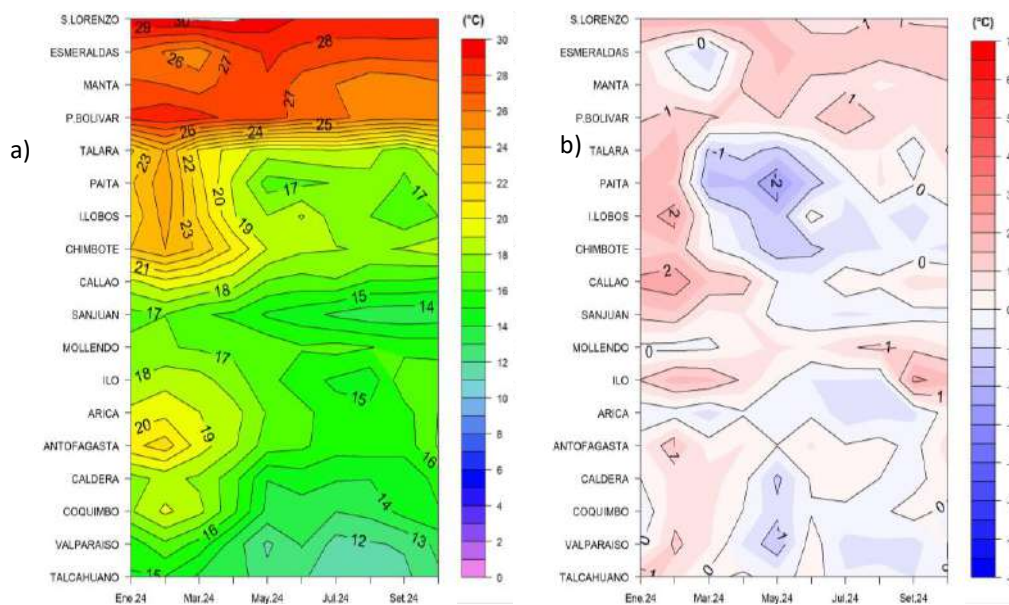 a)
(°C)
S.LORENZO
ESMERALDAS
MANTA
P.BOLIVAR
TALARA
PAITA
I.LOBOS
CHIMBOTE
CALLAO
SANJUAN
MOLLENDO
ILO
ARICA
ANTOFAGASTA
CALDERA
COQUIMBO
VALPARAISO
TALCAHUANO
29 30
28
26 27
27
26 24 25
23 22
17 17
20
19
23
21
18
15
17 14
17
18
15
20 19
16
14
16
12 13
15
30
28
26
24
22
20
18
16
14
12
10
8
6
4
2
0
Ene.24 Mar.24 May.24 Jul.24 Set.24
b)
(°C)
S.LORENZO
ESMERALDAS
MANTA
P.BOLIVAR
TALARA
PAITA
I.LOBOS
CHIMBOTE
CALLAO
SANJUAN
MOLLENDO
ILO
ARICA
ANTOFAGASTA
CALDERA
COQUIMBO
VALPARAISO
TALCAHUANO
1
0
1 1
-1
-2
0
2
0
2
0 1
1
1
0
-1
0 0
1
Ene.24 Mar.24 May.24 Jul.24 Set.24